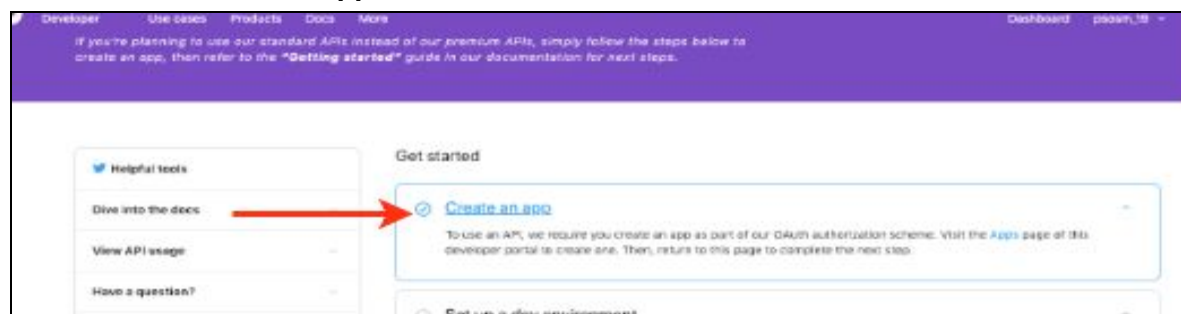 Developer Use cases Products Docs More Dashboard
If you're planning to use our standard APIs instead of our premium APIs, simply follow the steps below to
create an app, then refer to the "Getting started" guide in our documentation for next steps.
Get started
Helpful tools
Create an app
Dive into the docs
To use an API, we require you create an app as part of our OAuth authorization scheme. Visit the Apps page of this
developer portal to create one. Then, return to this page to complete the next step.
View API usage
Have a question?
Set up a dev environment